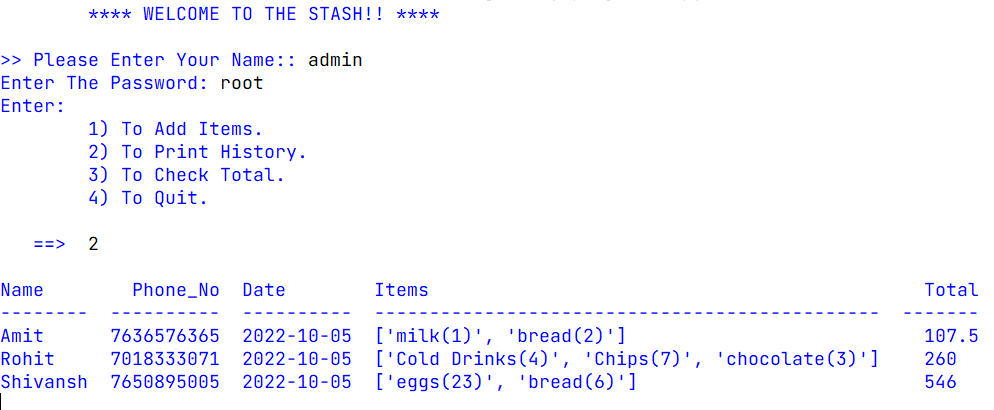 **** WELCOME TO THE STASH!! ****
>> Please Enter Your Name:: admin
Enter The Password: root
Enter:
1) To Add Items.
2) To Print History.
3) To Check Total.
4) To Quit.
==> 2
Name Phone_No Date Items Total
-------- ---------- ---------- ---------------------------------------------- -------
Amit 7636576365 2022-10-05 ['milk(1)', 'bread(2)'] 107.5
Rohit 7018333071 2022-10-05 ['Cold Drinks(4)', 'Chips(7)', 'chocolate(3)'] 260
Shivansh 7650895005 2022-10-05 ['eggs(23)', 'bread(6)'] 546